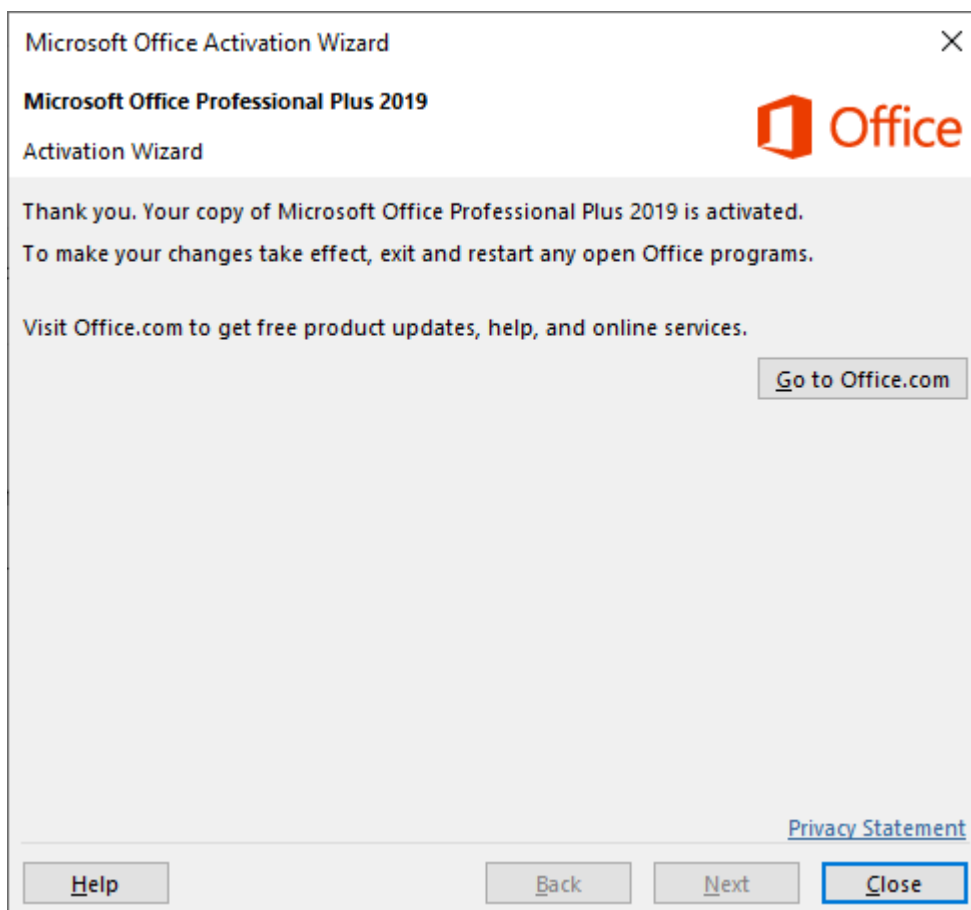 Microsoft Office Activation Wizard
Microsoft Office Professional Plus 2019
Office
Activation Wizard
Thank you. Your copy of Microsoft Office Professional Plus 2019 is activated.
To make your changes take effect, exit and restart any open Office programs.
Visit Office.com to get free product updates, help, and online services.
Go to Office.com
Privacy Statement
Help
Back
Next
Close